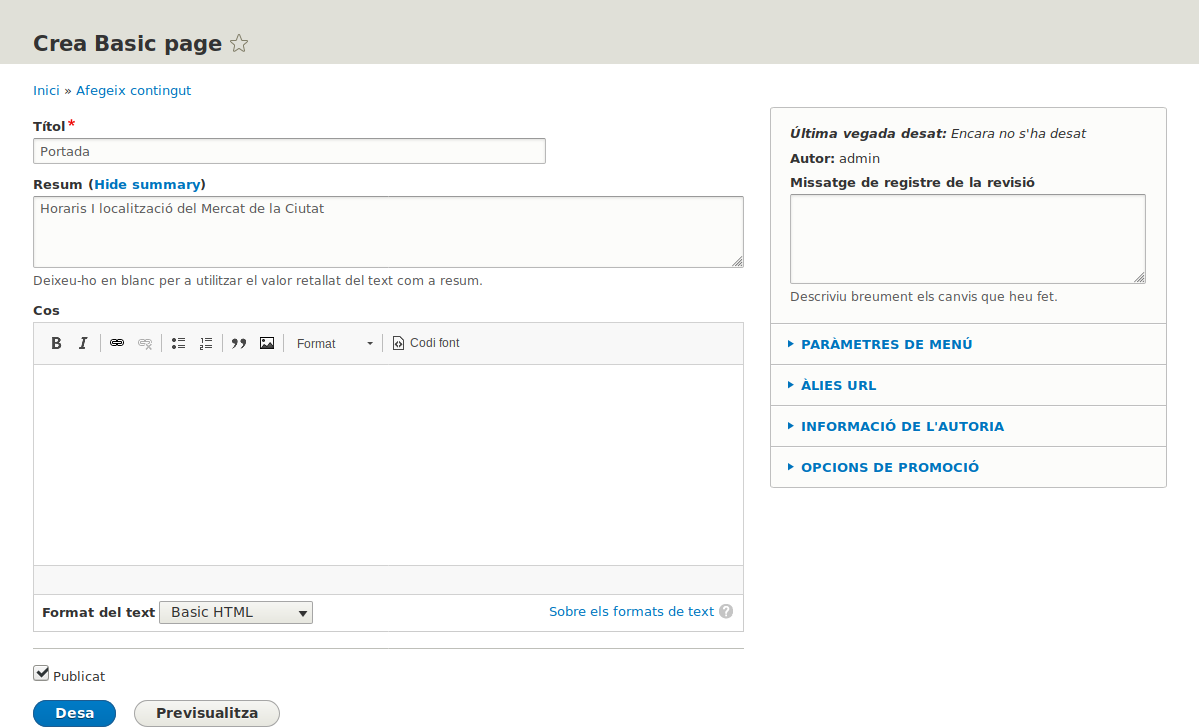 Crea Basic page
Inici » Afegeix contingut
Títol*
Portada
Resum (Hide summary)
Horaris I localització del Mercat de la Ciutat
Deixeu-ho en blanc per a utilitzar el valor retallat del text com a resum.
Cos
B I Format Codi font
Format del text Basic HTML Sobre els formats de text ?
Publicat
Desa Previsualitza
Última vegada desat: Encara no s'ha desat
Autor: admin
Missatge de registre de la revisió
Descriviu breument els canvis que heu fet.
PARÀMETRES DE MENÚ
ÀLIES URL
INFORMACIÓ DE L'AUTORIA
OPCIONS DE PROMOCIÓ